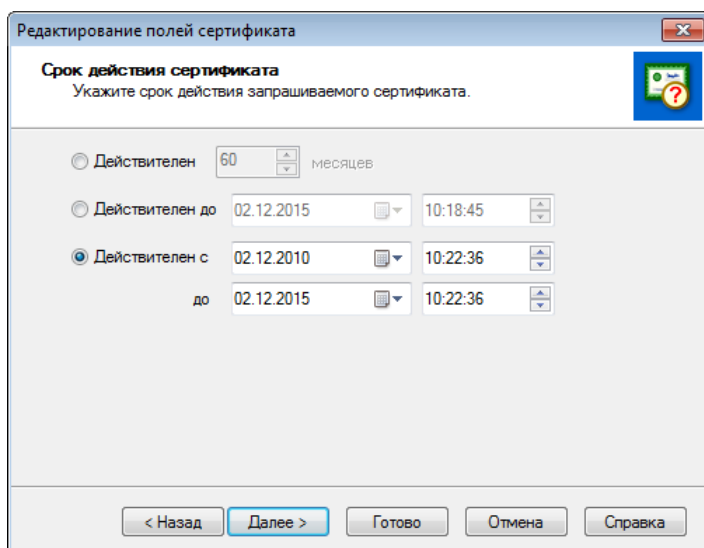 Редактирование полей сертификата
Срок действия сертификата
Укажите срок действия запрашиваемого сертификата.
Действителен 60 месяцев
Действителен до 02.12.2015 10:18:45
Действителен с 02.12.2010 10:22:36
до 02.12.2015 10:22:36
< Назад Далее > Готово Отмена Справка